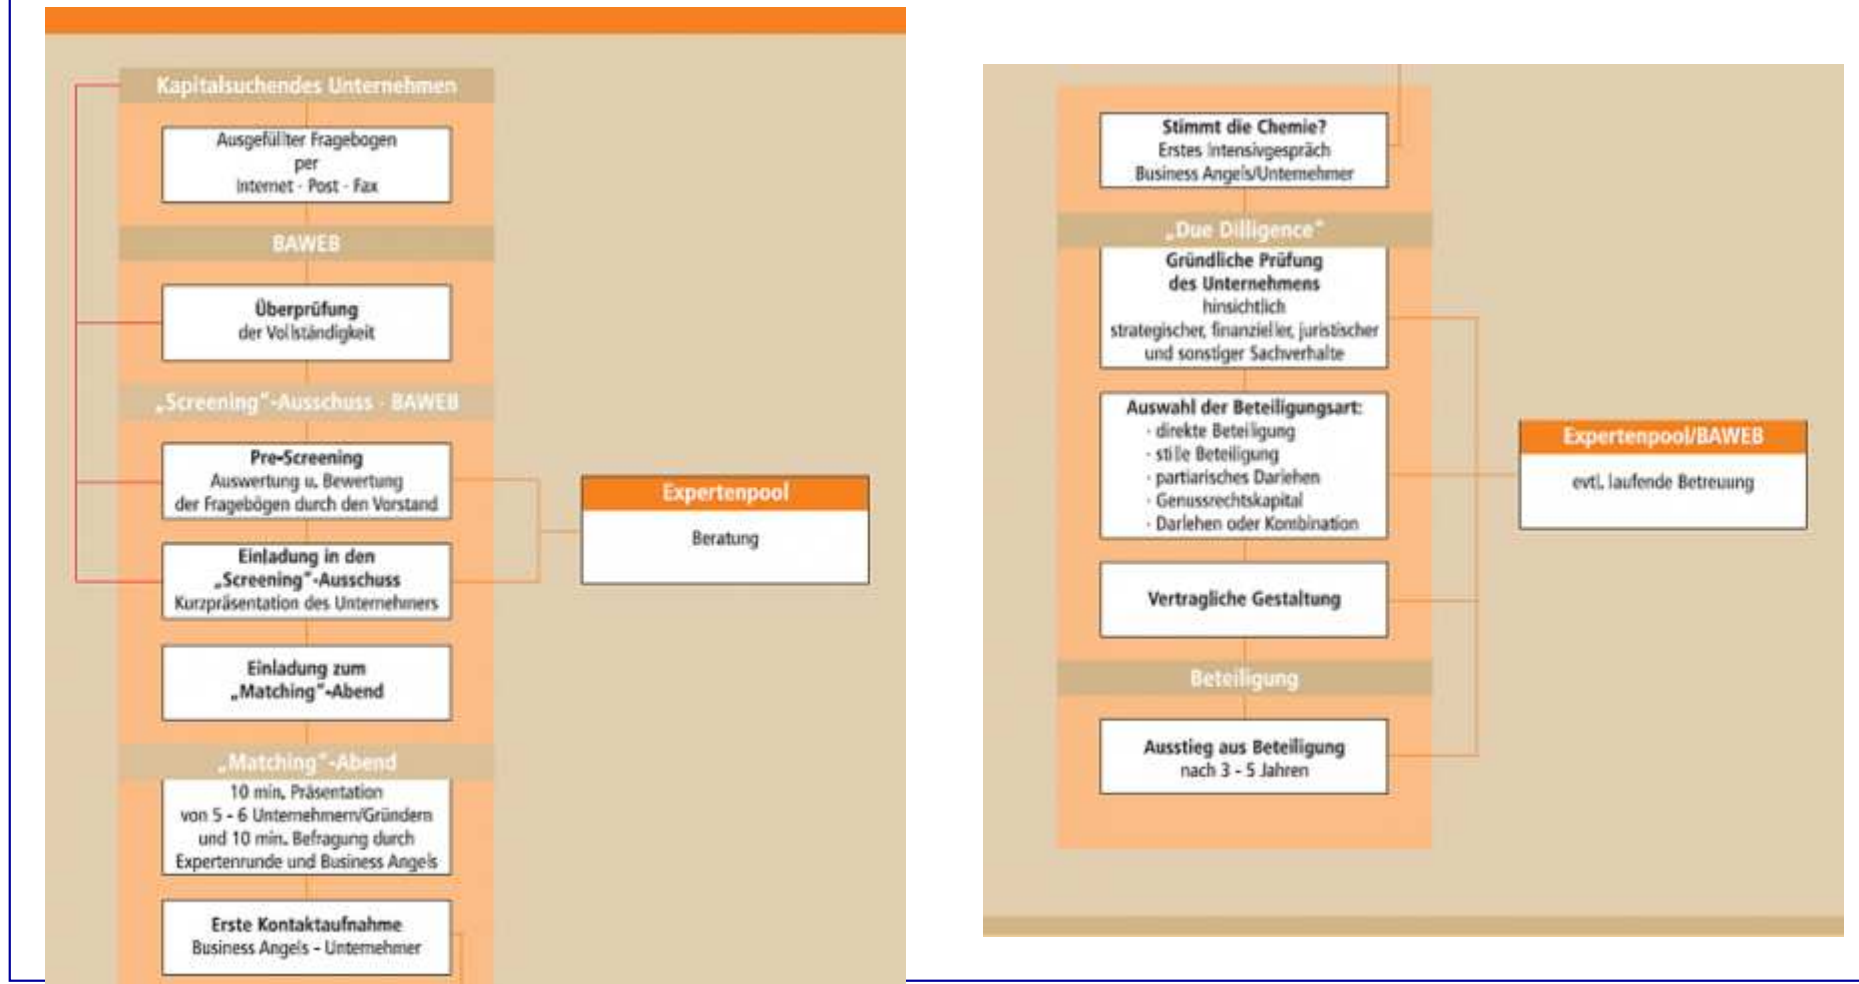 Kapitalsuchendes Unternehmen
Ausgefüllter Fragebogen
per
Internet - Post - Fax
BAWEB
Überprüfung
der Vollständigkeit
„Screening"-Ausschuss - BAWEB
Pre-Screening
Auswertung u. Bewertung
der Fragebögen durch den Vorstand
Einladung in den
„Screening"-Ausschuss
Kurzpräsentation des Unternehmers
Einladung zum
„Matching"-Abend
„Matching"-Abend
10 min. Präsentation
von 5 - 6 Unternehmern/Gründern
und 10 min. Befragung durch
Expertenrunde und Business Angels
Erste Kontaktaufnahme
Business Angels - Unternehmer
Expertenpool
Beratung
Stimmt die Chemie?
Erstes Intensivgespräch
Business Angels/Unternehmer
„Due Dilligence"
Gründliche Prüfung
des Unternehmens
hinsichtlich
strategischer, finanzieller, juristischer
und sonstiger Sachverhalte
Auswahl der Beteiligungsart:
· direkte Beteiligung
· stille Beteiligung
· partiarisches Darlehen
· Genussrechtskapital
· Darlehen oder Kombination
Vertragliche Gestaltung
Beteiligung
Ausstieg aus Beteiligung
nach 3 - 5 Jahren
Expertenpool/BAWEB
evtl. laufende Betreuung